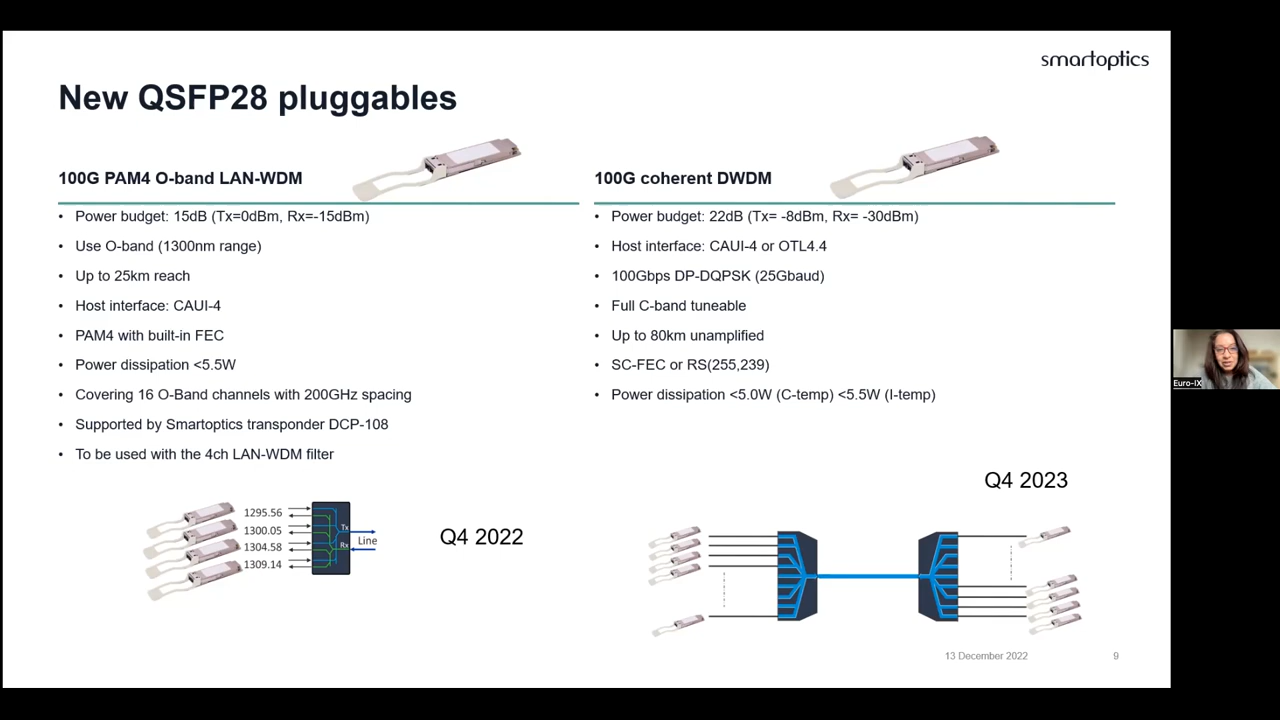 smartoptics
New QSFP28 pluggables
100G PAM4 O-band LAN-WDM
• Power budget: 15dB (Tx=0dBm, Rx=-15dBm)
• Use O-band (1300nm range)
• Up to 25km reach
• Host interface: CAUI-4
• PAM4 with built-in FEC
• Power dissipation <5.5W
• Covering 16 O-Band channels with 200GHz spacing
• Supported by Smartoptics transponder DCP-108
• To be used with the 4ch LAN-WDM filter
1295.56
1300.05
1304.58
1309.14
Tx
Rx
Line
Q4 2022
100G coherent DWDM
• Power budget: 22dB (Tx= -8dBm, Rx= -30dBm)
• Host interface: CAUI-4 or OTL4.4
• 100Gbps DP-DQPSK (25Gbaud)
• Full C-band tuneable
• Up to 80km unamplified
• SC-FEC or RS(255,239)
• Power dissipation <5.0W (C-temp) <5.5W (I-temp)
Q4 2023
13 December 2022
9
Euro-IX